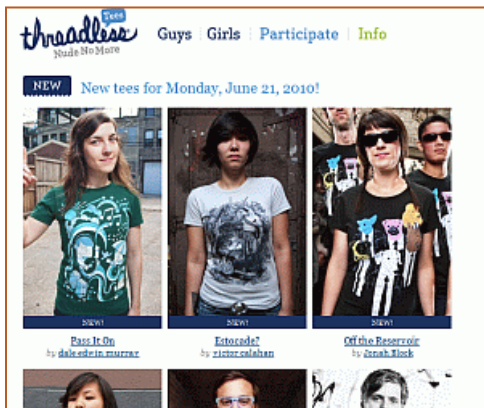 threadless Tees
Nude No More
Guys Girls Participate Info
NEW New tees for Monday, June 21, 2010!
NEW! NEW! NEW!
Pass It On Estocade? Off the Reservoir
by dale edwin murray by victor calahan by Jonah Block